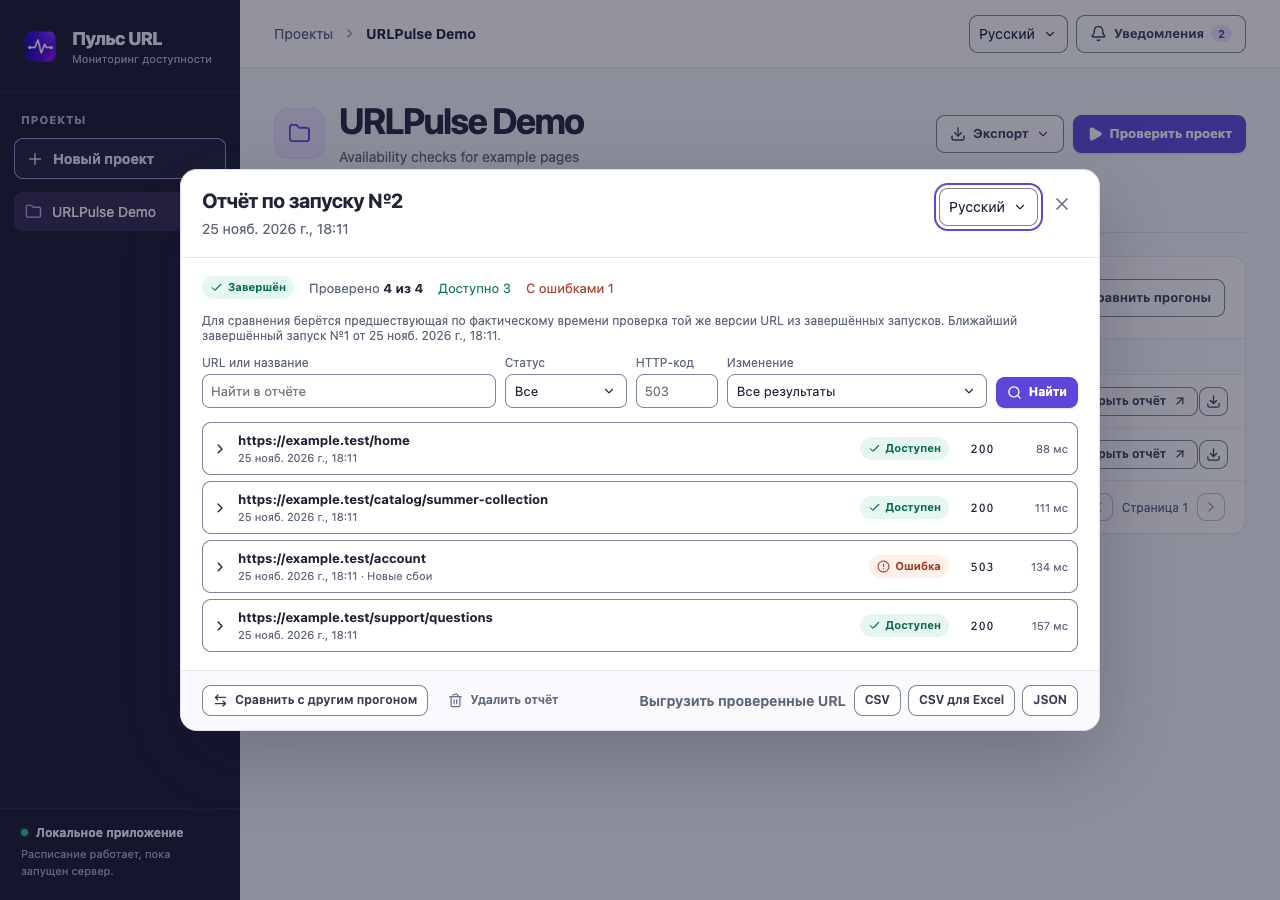 Пульс URL
Мониторинг доступности
ПРОЕКТЫ
Новый проект
URLPulse Demo
Локальное приложение
Расписание работает, пока
запущен сервер.
Проекты
URLPulse Demo
Русский
Уведомления 2
URLPulse Demo
Availability checks for example pages
Экспорт
Проверить проект
Отчёт по запуску №2
25 нояб. 2026 г., 18:11
Русский
Завершён
Проверено 4 из 4
Доступно 3
С ошибками 1
Для сравнения берётся предшествующая по фактическому времени проверка той же версии URL из завершённых запусков. Ближайший
завершённый запуск №1 от 25 нояб. 2026 г., 18:11.
URL или название
Статус
HTTP-код
Изменение
Найти в отчёте
Все
503
Все результаты
Найти
https://example.test/home
25 нояб. 2026 г., 18:11
Доступен
200
88 мс
https://example.test/catalog/summer-collection
25 нояб. 2026 г., 18:11
Доступен
200
111 мс
https://example.test/account
25 нояб. 2026 г., 18:11 · Новые сбои
Ошибка
503
134 мс
https://example.test/support/questions
25 нояб. 2026 г., 18:11
Доступен
200
157 мс
Сравнить с другим прогоном
Удалить отчёт
Выгрузить проверенные URL
CSV
CSV для Excel
JSON
прогоны
отчёт
отчёт
Страница 1